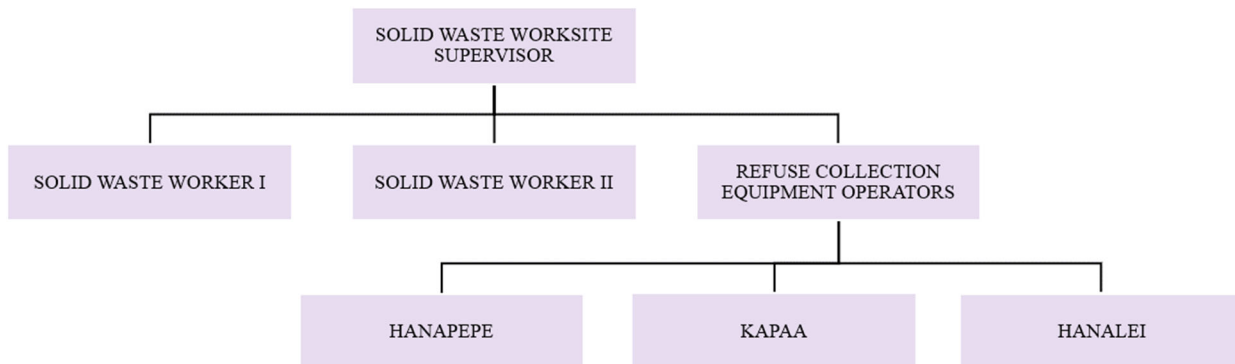 SOLID WASTE WORKSITE
SUPERVISOR
SOLID WASTE WORKER I
SOLID WASTE WORKER II
REFUSE COLLECTION
EQUIPMENT OPERATORS
HANAPEPE
KAPAA
HANALEI